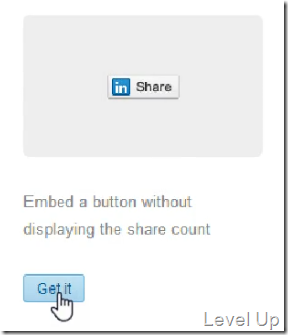 in Share
Embed a button without
displaying the share count
Get it
Level Up